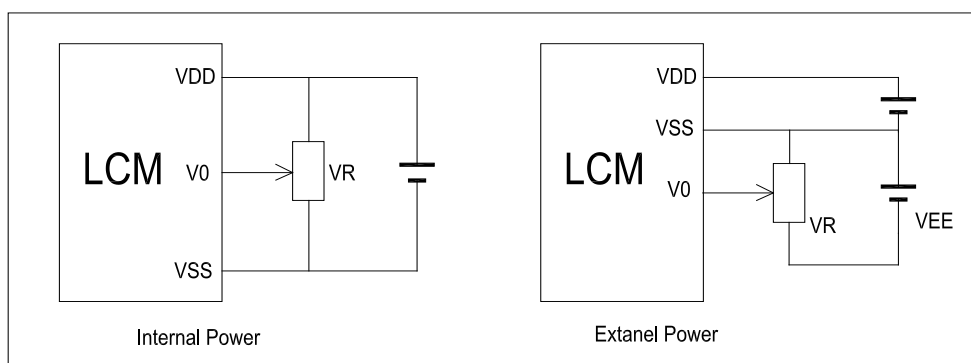 VDD
LCM
V0
VR
VSS
Internal Power
VDD
VSS
LCM
V0
VR
VEE
Extanel Power